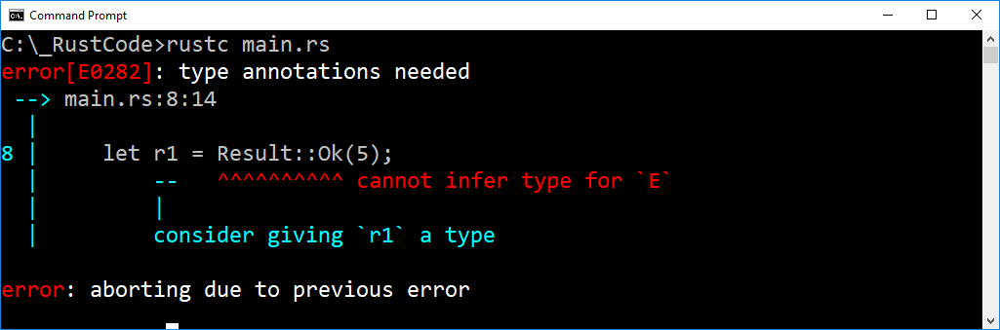 Command Prompt
C:\_RustCode>rustc main.rs
error[E0282]: type annotations needed
 --> main.rs:8:14
  |
8 |     let r1 = Result::Ok(5);
  |         --   ^^^^^^^^^^ cannot infer type for `E`
  |         |
  |         consider giving `r1` a type

error: aborting due to previous error